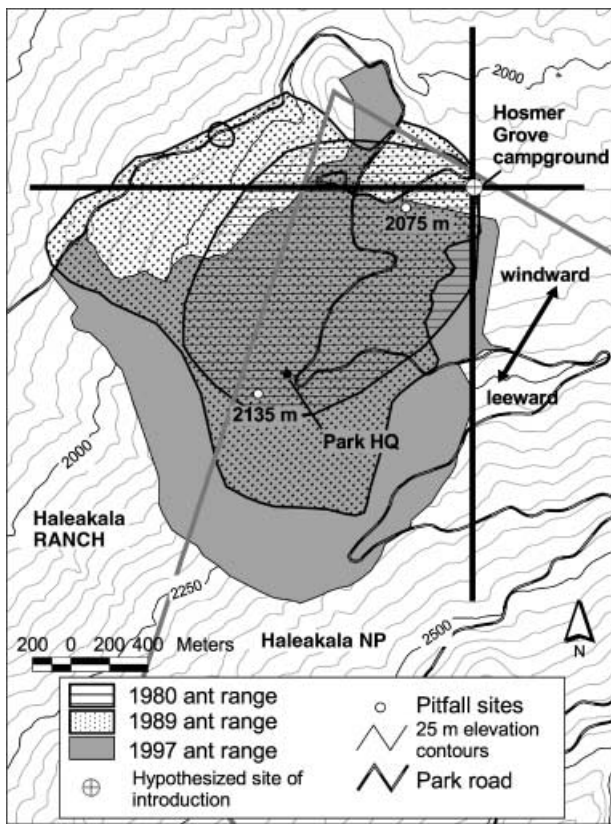 2000
Hosmer
Grove
campground
2075 m
windward
leeward
2135 m
Park HQ
2000
Haleakala
RANCH
2250
Haleakala NP
2500
N
200 0 200 400 Meters
1980 ant range
1989 ant range
1997 ant range
Hypothesized site of
introduction
Pitfall sites
25 m elevation
contours
Park road